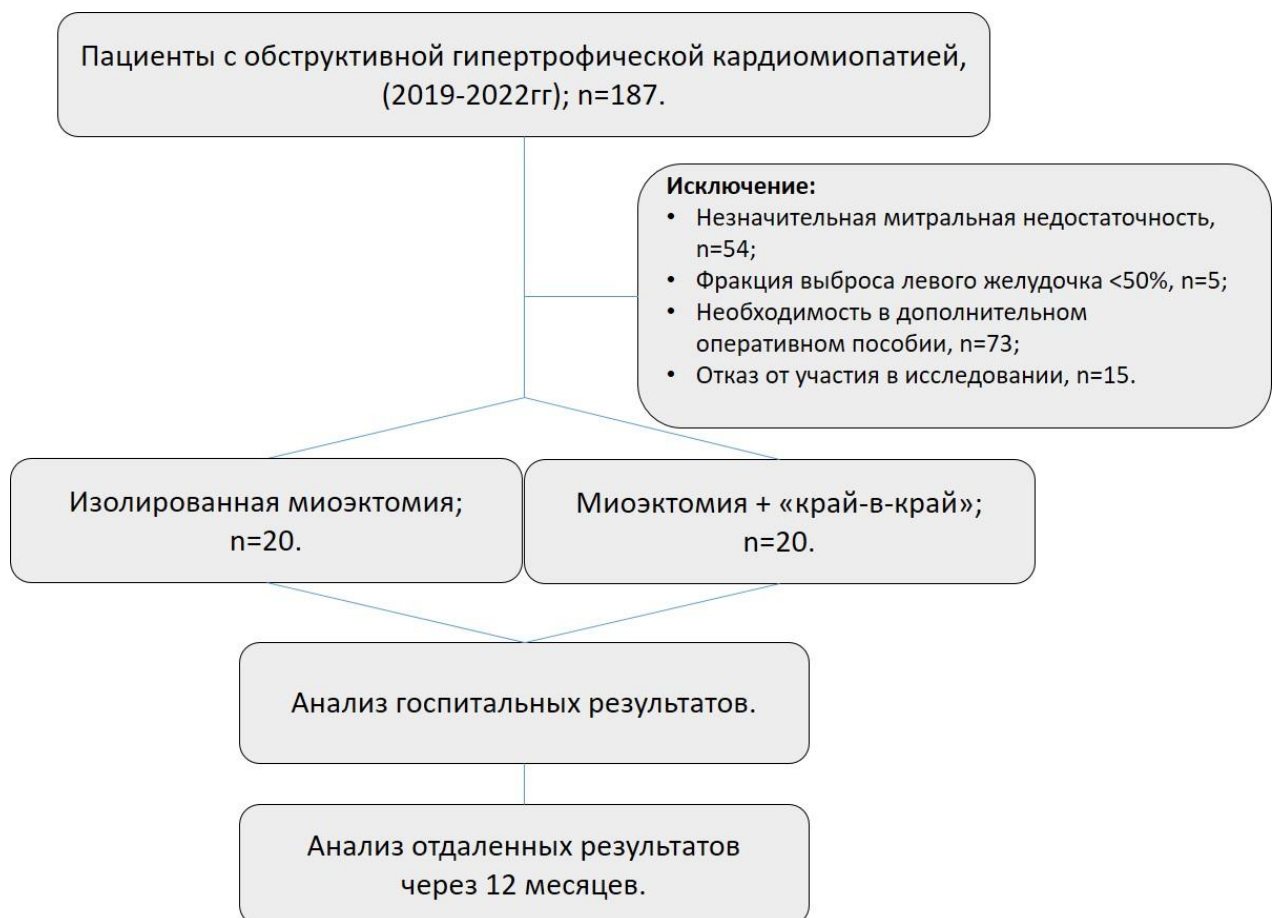 Пациенты с обструктивной гипертрофической кардиомиопатией,
(2019-2022гг); n=187.
Исключение:
• Незначительная митральная недостаточность,
n=54;
• Фракция выброса левого желудочка <50%, n=5;
• Необходимость в дополнительном
оперативном пособии, n=73;
• Отказ от участия в исследовании, n=15.
Изолированная миоэктомия;
n=20.
Миоэктомия + «край-в-край»;
n=20.
Анализ госпитальных результатов.
Анализ отдаленных результатов
через 12 месяцев.